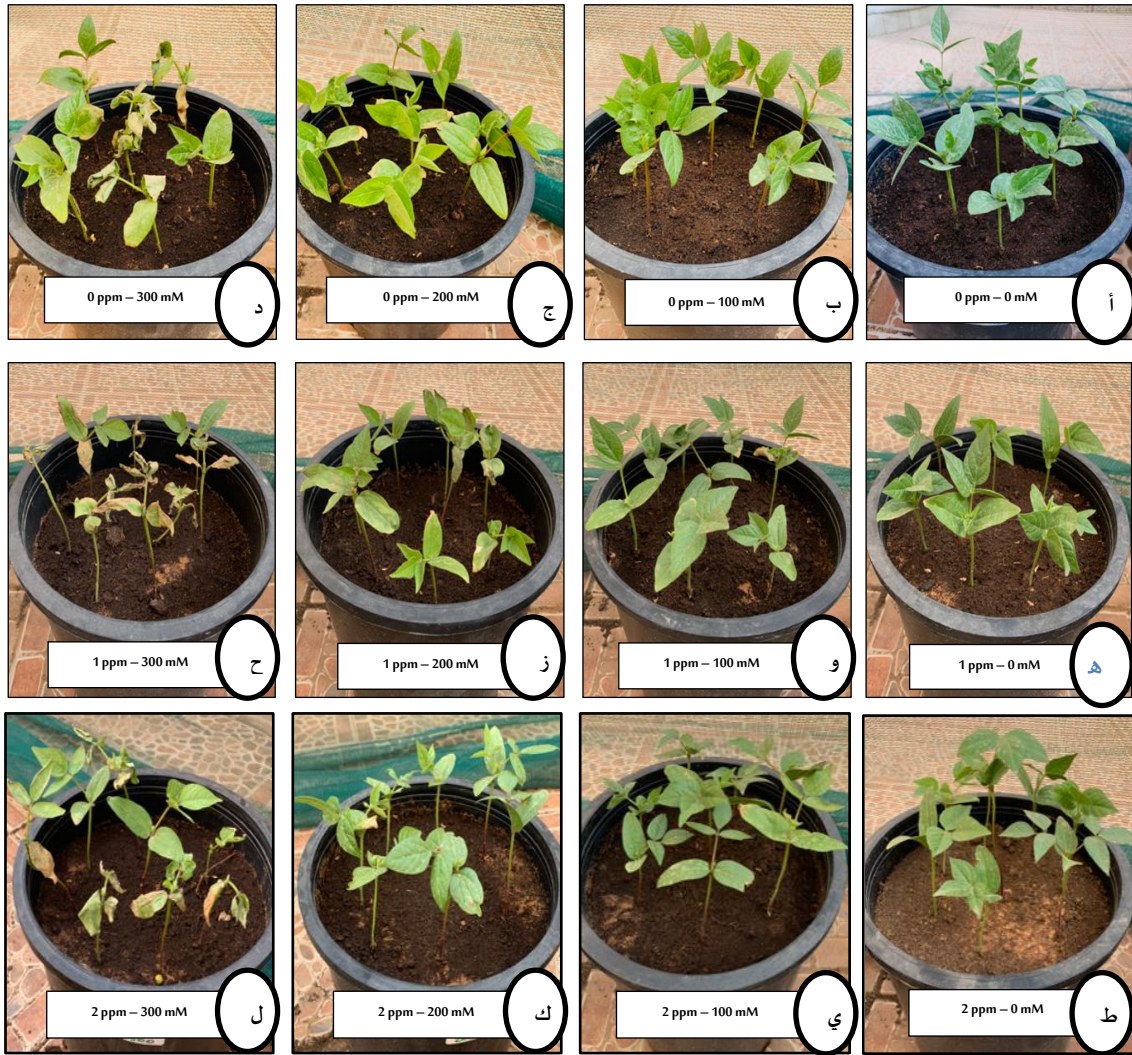 أ
0 ppm – 0 mM
ب
0 ppm – 100 mM
ج
0 ppm – 200 mM
د
0 ppm – 300 mM
ه
1 ppm – 0 mM
و
1 ppm – 100 mM
ز
1 ppm – 200 mM
ح
1 ppm – 300 mM
ط
2 ppm – 0 mM
ي
2 ppm – 100 mM
ك
2 ppm – 200 mM
ل
2 ppm – 300 mM